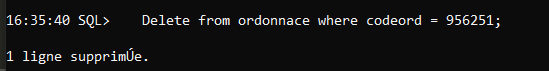 16:35:40 SQL>    Delete from ordonnace where codeord = 956251;
1 ligne supprimÚe.